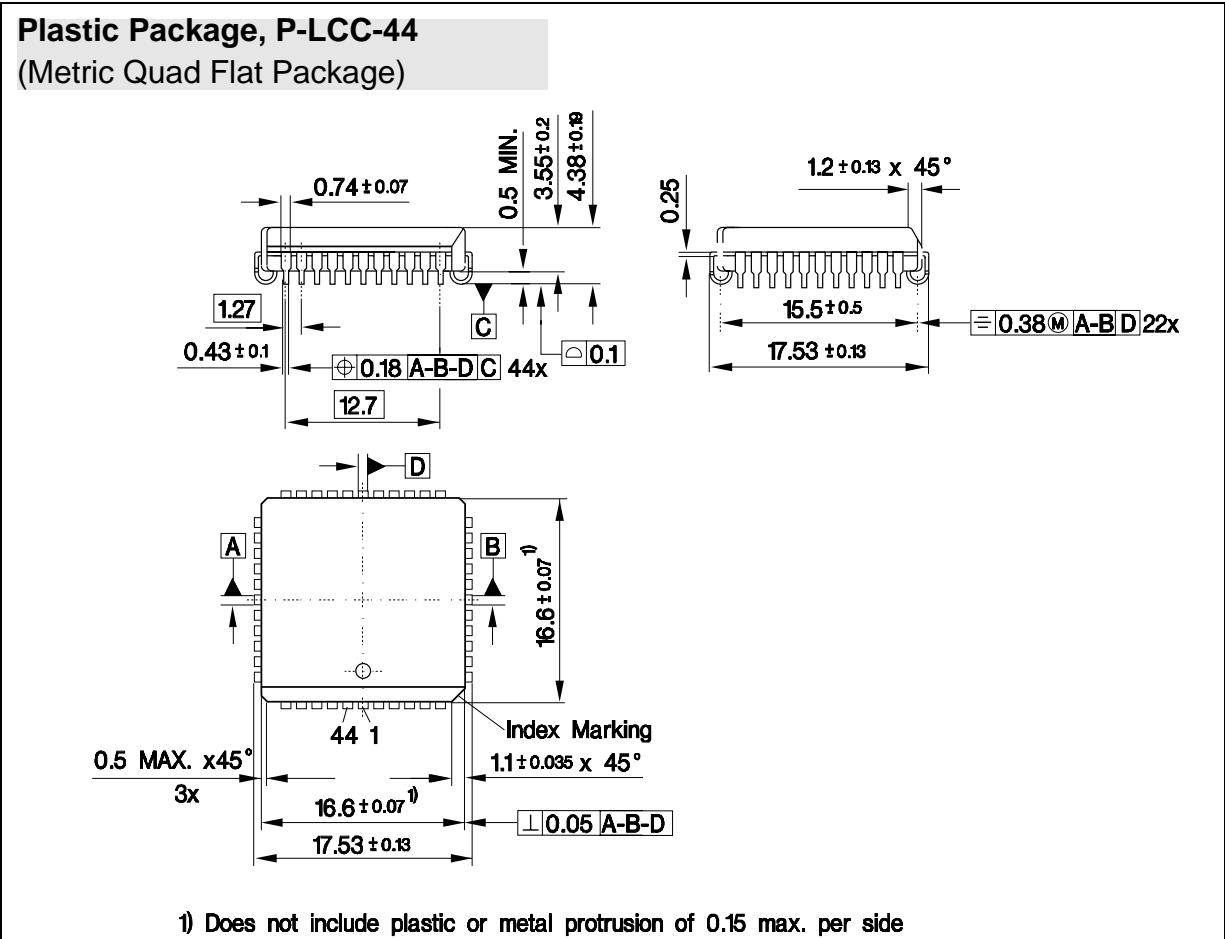 Plastic Package, P-LCC-44
(Metric Quad Flat Package)
0.74 ± 0.07
0.5 MIN.
3.55 ± 0.2
4.38 ± 0.19
1.27
0.43 ± 0.1
C
⌖ 0.18 A-B-D C 44x
⌓ 0.1
12.7
1.2 ± 0.13 x 45°
0.25
15.5 ± 0.5
⌯ 0.38 Ⓜ A-B D 22x
17.53 ± 0.13
D
A
B
16.6 ± 0.07 1)
44 1
Index Marking
0.5 MAX. x45°
3x
1.1 ± 0.035 x 45°
16.6 ± 0.07 1)
⊥ 0.05 A-B-D
17.53 ± 0.13
1) Does not include plastic or metal protrusion of 0.15 max. per side